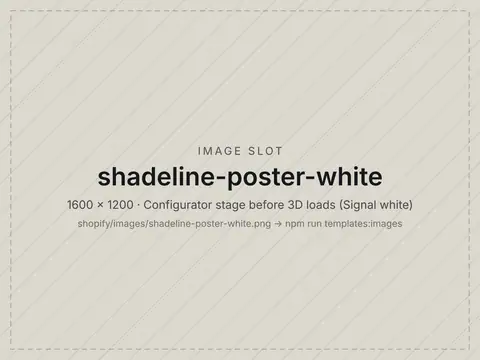 IMAGE SLOT
shadeline-poster-white
1600 × 1200 · Configurator stage before 3D loads (Signal white)
shopify/images/shadeline-poster-white.png → npm run templates:images